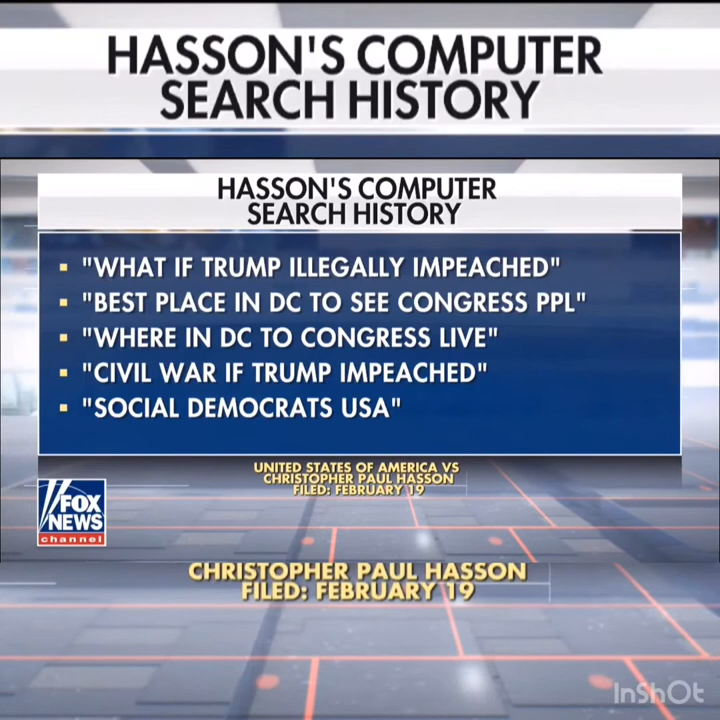 HASSON'S COMPUTER
SEARCH HISTORY
HASSON'S COMPUTER
SEARCH HISTORY
▪ "WHAT IF TRUMP ILLEGALLY IMPEACHED"
▪ "BEST PLACE IN DC TO SEE CONGRESS PPL"
▪ "WHERE IN DC TO CONGRESS LIVE"
▪ "CIVIL WAR IF TRUMP IMPEACHED"
▪ "SOCIAL DEMOCRATS USA"
UNITED STATES OF AMERICA VS
CHRISTOPHER PAUL HASSON
FILED: FEBRUARY 19
FOX
NEWS
channel
CHRISTOPHER PAUL HASSON
FILED: FEBRUARY 19
InShOt